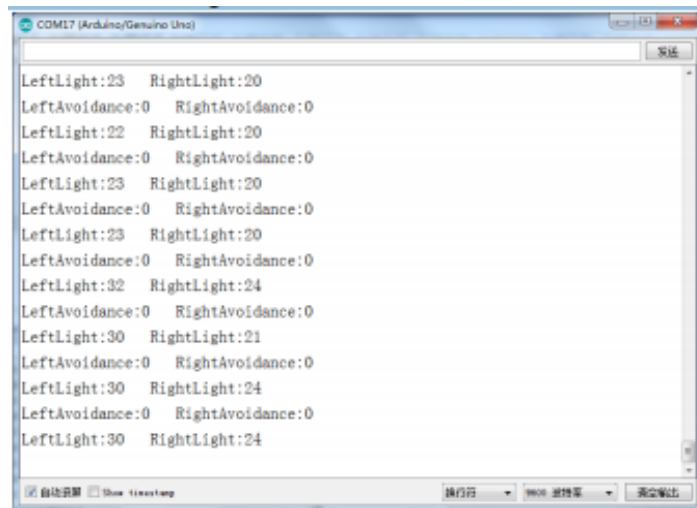 COM17 (Arduino/Genuino Uno)
发送
LeftLight:23 RightLight:20
LeftAvoidance:0 RightAvoidance:0
LeftLight:22 RightLight:20
LeftAvoidance:0 RightAvoidance:0
LeftLight:23 RightLight:20
LeftAvoidance:0 RightAvoidance:0
LeftLight:23 RightLight:20
LeftAvoidance:0 RightAvoidance:0
LeftLight:32 RightLight:24
LeftAvoidance:0 RightAvoidance:0
LeftLight:30 RightLight:21
LeftAvoidance:0 RightAvoidance:0
LeftLight:30 RightLight:24
LeftAvoidance:0 RightAvoidance:0
LeftLight:30 RightLight:24
自动滚屏 Show timestamp 换行符 9600 波特率 清空输出